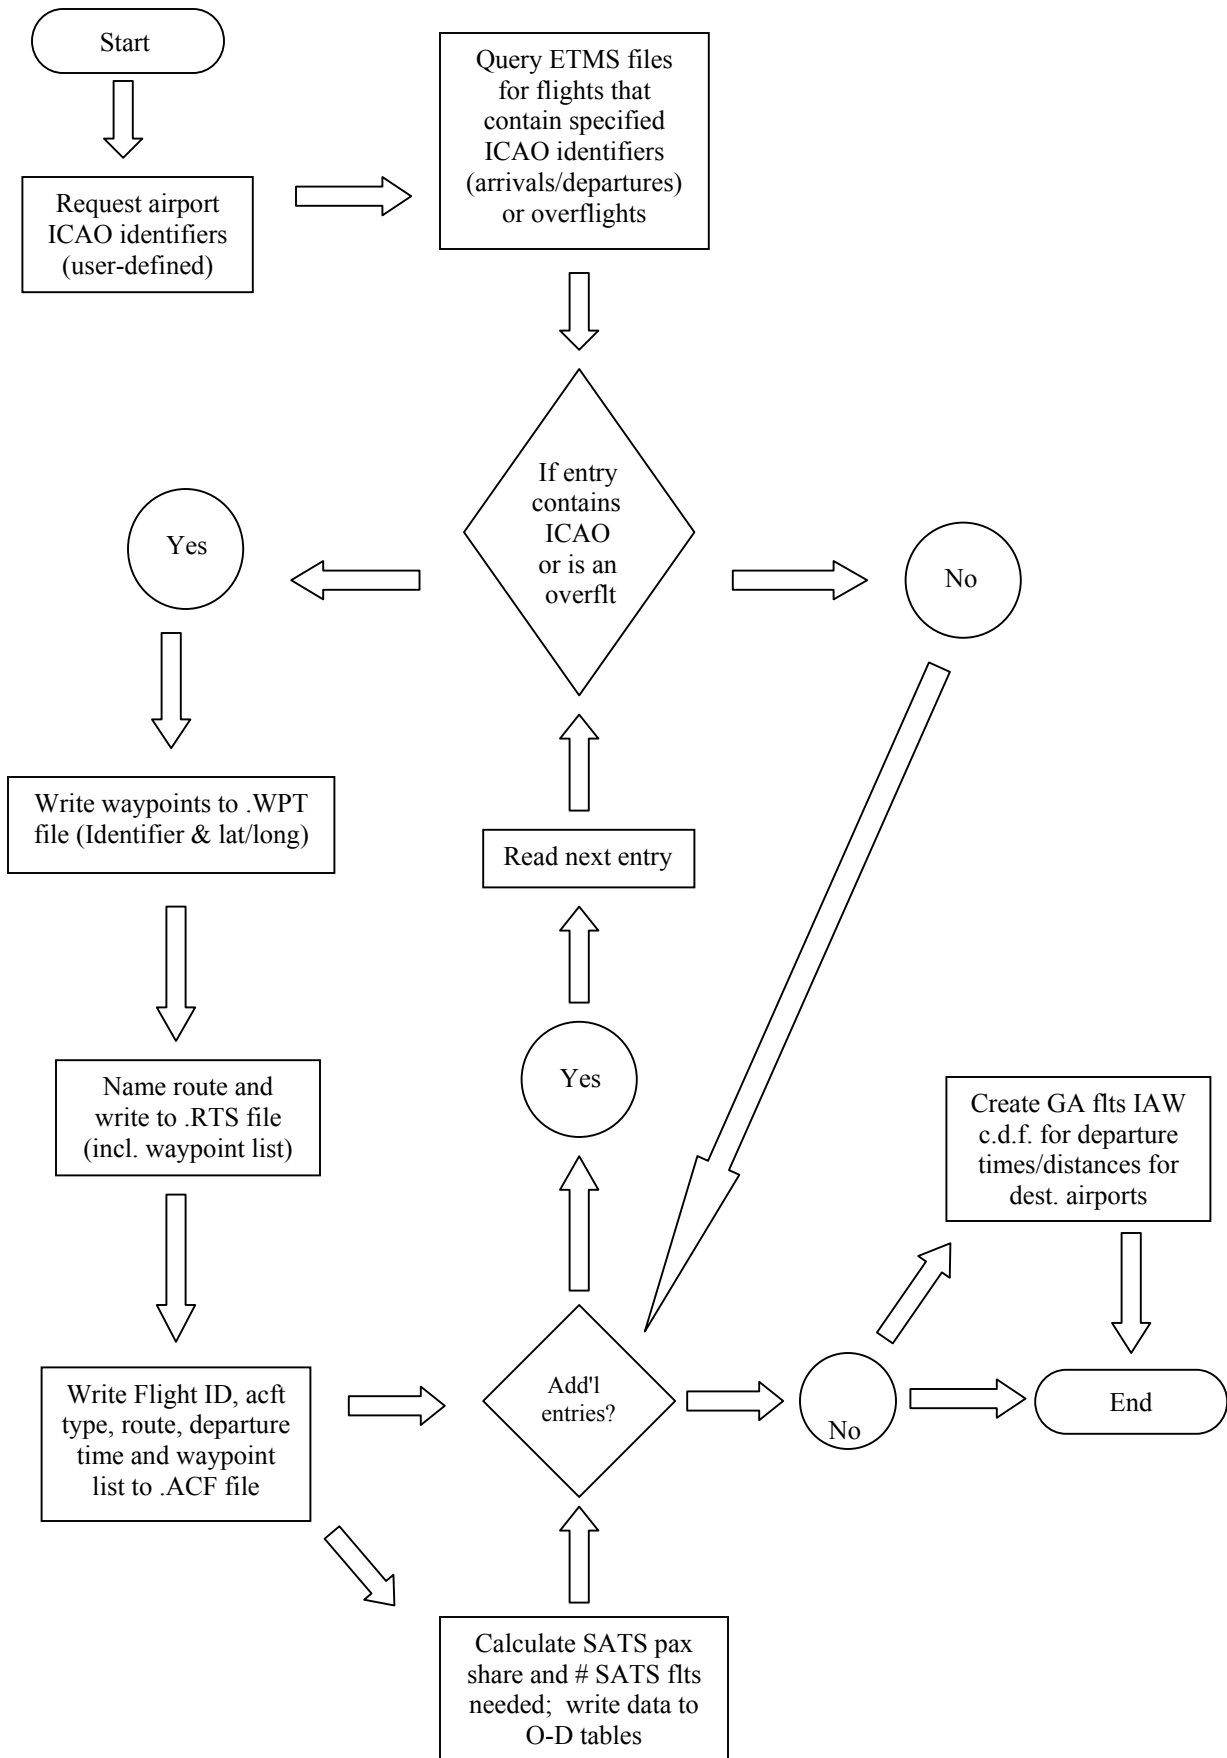 Start
Query ETMS files
for flights that
contain specified
ICAO identifiers
(arrivals/departures)
or overflights
Request airport
ICAO identifiers
(user-defined)
If entry
contains
ICAO
or is an
overflt
Yes
No
Write waypoints to .WPT
file (Identifier & lat/long)
Read next entry
Name route and
write to .RTS file
(incl. waypoint list)
Yes
Create GA flts IAW
c.d.f. for departure
times/distances for
dest. airports
Write Flight ID, acft
type, route, departure
time and waypoint
list to .ACF file
Add'l
entries?
No
End
Calculate SATS pax
share and # SATS flts
needed;  write data to
O-D tables